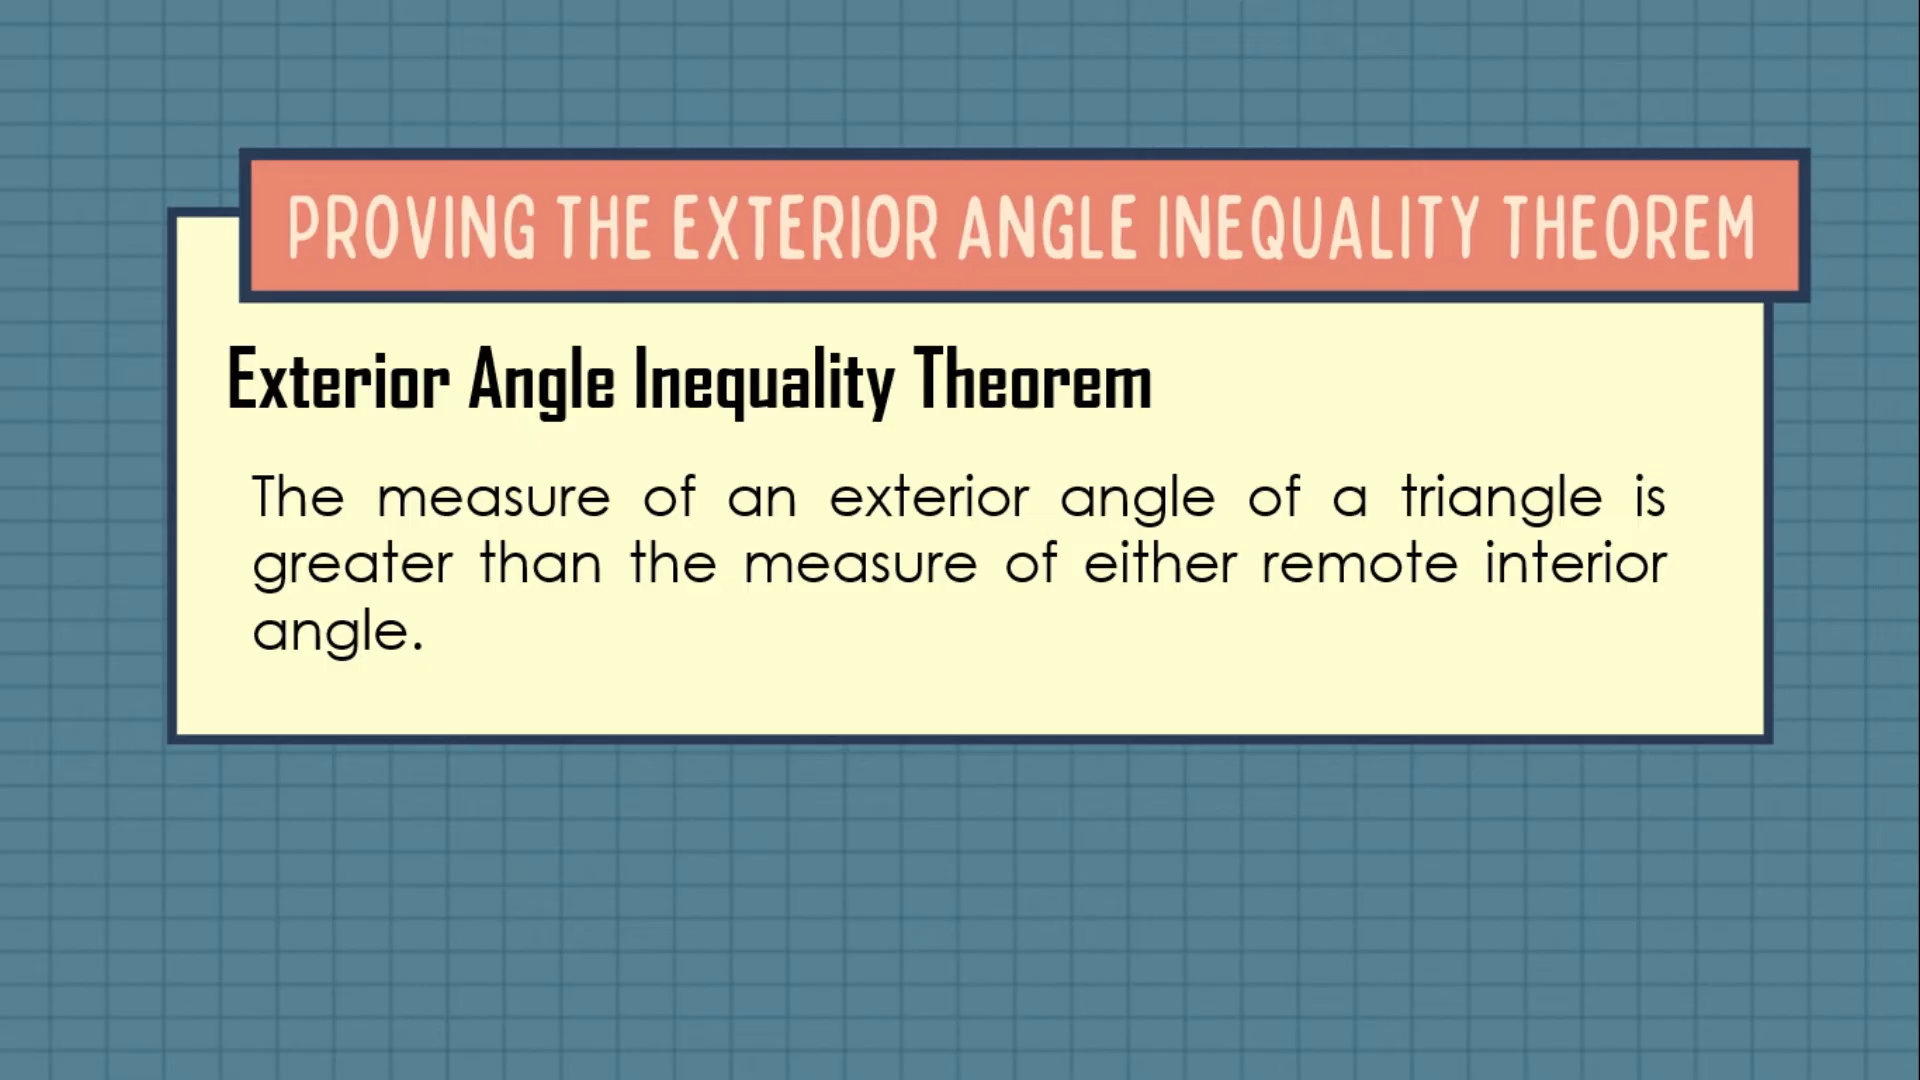 PROVING THE EXTERIOR ANGLE INEQUALITY THEOREM
Exterior Angle Inequality Theorem
The measure of an exterior angle of a triangle is
greater than the measure of either remote interior
angle.